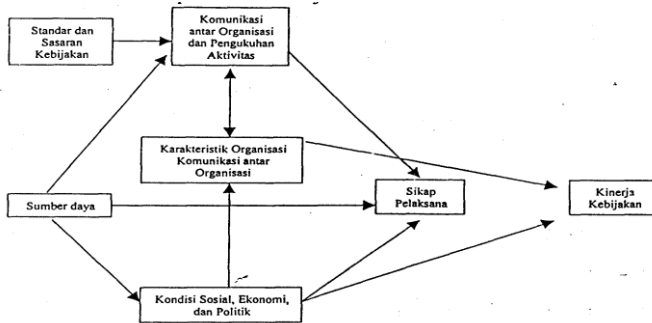 Komunikasi
antar Organisasi
dan Pengukuhan
Aktivitas
Standar dan
Sasaran
Kebijakan
Karakteristik Organisasi
Komunikasi antar
Organisasi
Sumber daya
Sikap
Pelaksana
Kinerja
Kebijakan
Kondisi Sosial, Ekonomi,
dan Politik